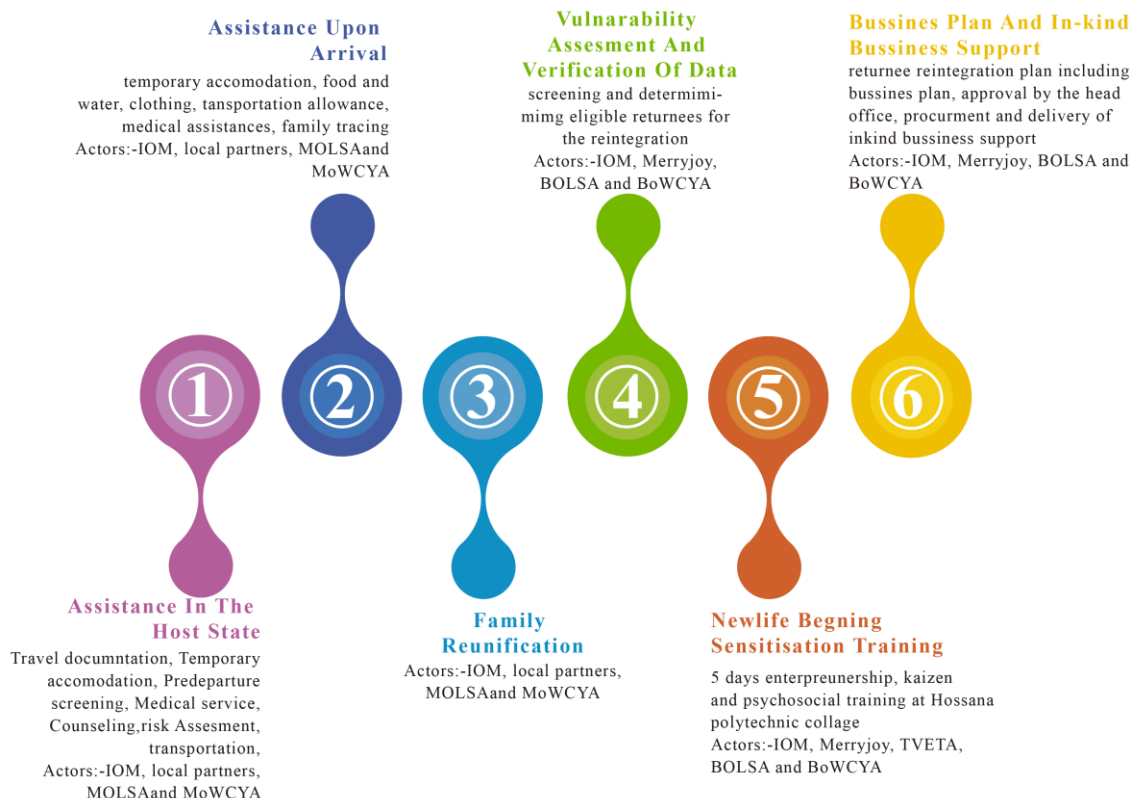 Assistance Upon
Arrival
temporary accomodation, food and
water, clothing, tansportation allowance,
medical assistances, family tracing
Actors:-IOM, local partners, MOLSAand
MoWCYA
Vulnarability
Assesment And
Verification Of Data
screening and determimi-
mimg eligible returnees for
the reintegration
Actors:-IOM, Merryjoy,
BOLSA and BoWCYA
Bussines Plan And In-kind
Bussiness Support
returnee reintegration plan including
bussines plan, approval by the head
office, procurment and delivery of
inkind bussiness support
Actors:-IOM, Merryjoy, BOLSA and
BoWCYA
1
2
3
4
5
6
Assistance In The
Host State
Travel documntation, Temporary
accomodation, Predeparture
screening, Medical service,
Counseling,risk Assesment,
transportation,
Actors:-IOM, local partners,
MOLSAand MoWCYA
Family
Reunification
Actors:-IOM, local partners,
MOLSAand MoWCYA
Newlife Begning
Sensitisation Training
5 days enterpreunership, kaizen
and psychosocial training at Hossana
polytechnic collage
Actors:-IOM, Merryjoy, TVETA,
BOLSA and BoWCYA